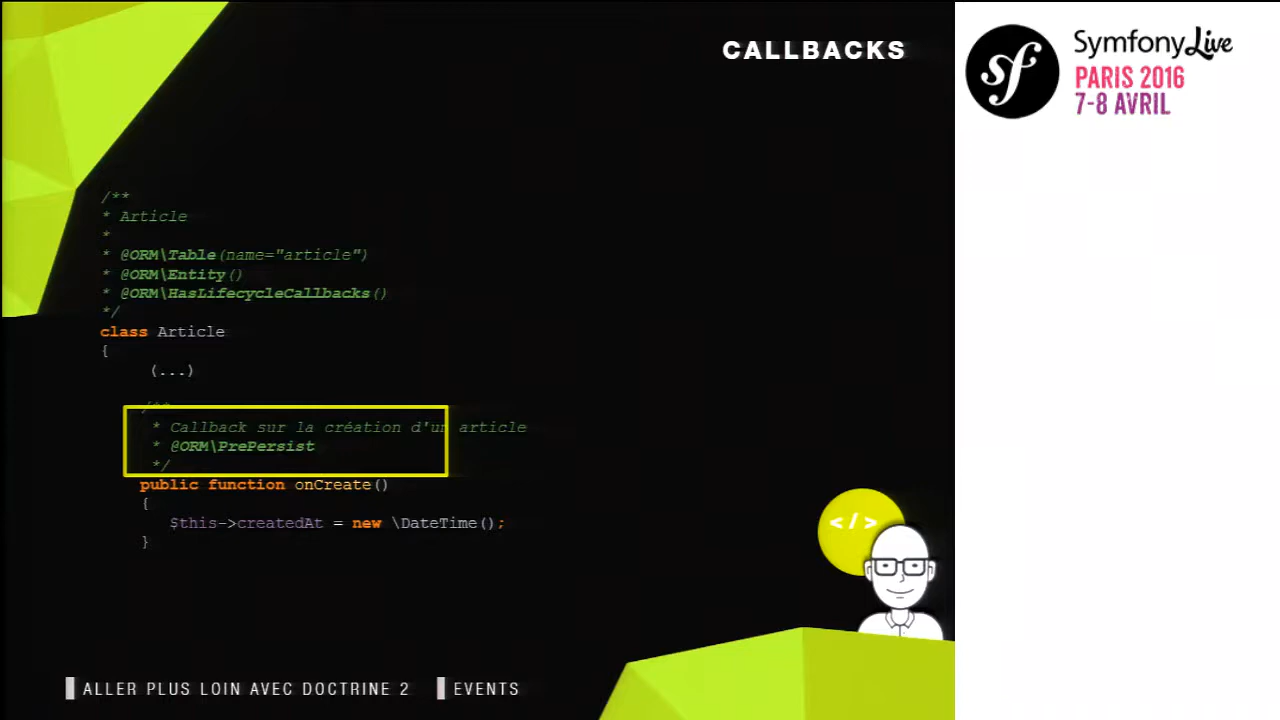 CALLBACKS
SymfonyLive
PARIS 2016
7-8 AVRIL
/**
* Article
*
* @ORM\Table(name="article")
* @ORM\Entity()
* @ORM\HasLifecycleCallbacks()
*/
class Article
{
(...)
/**
* Callback sur la création d'un article
* @ORM\PrePersist
*/
public function onCreate()
{
$this->createdAt = new \DateTime();
}
</>
ALLER PLUS LOIN AVEC DOCTRINE 2 EVENTS